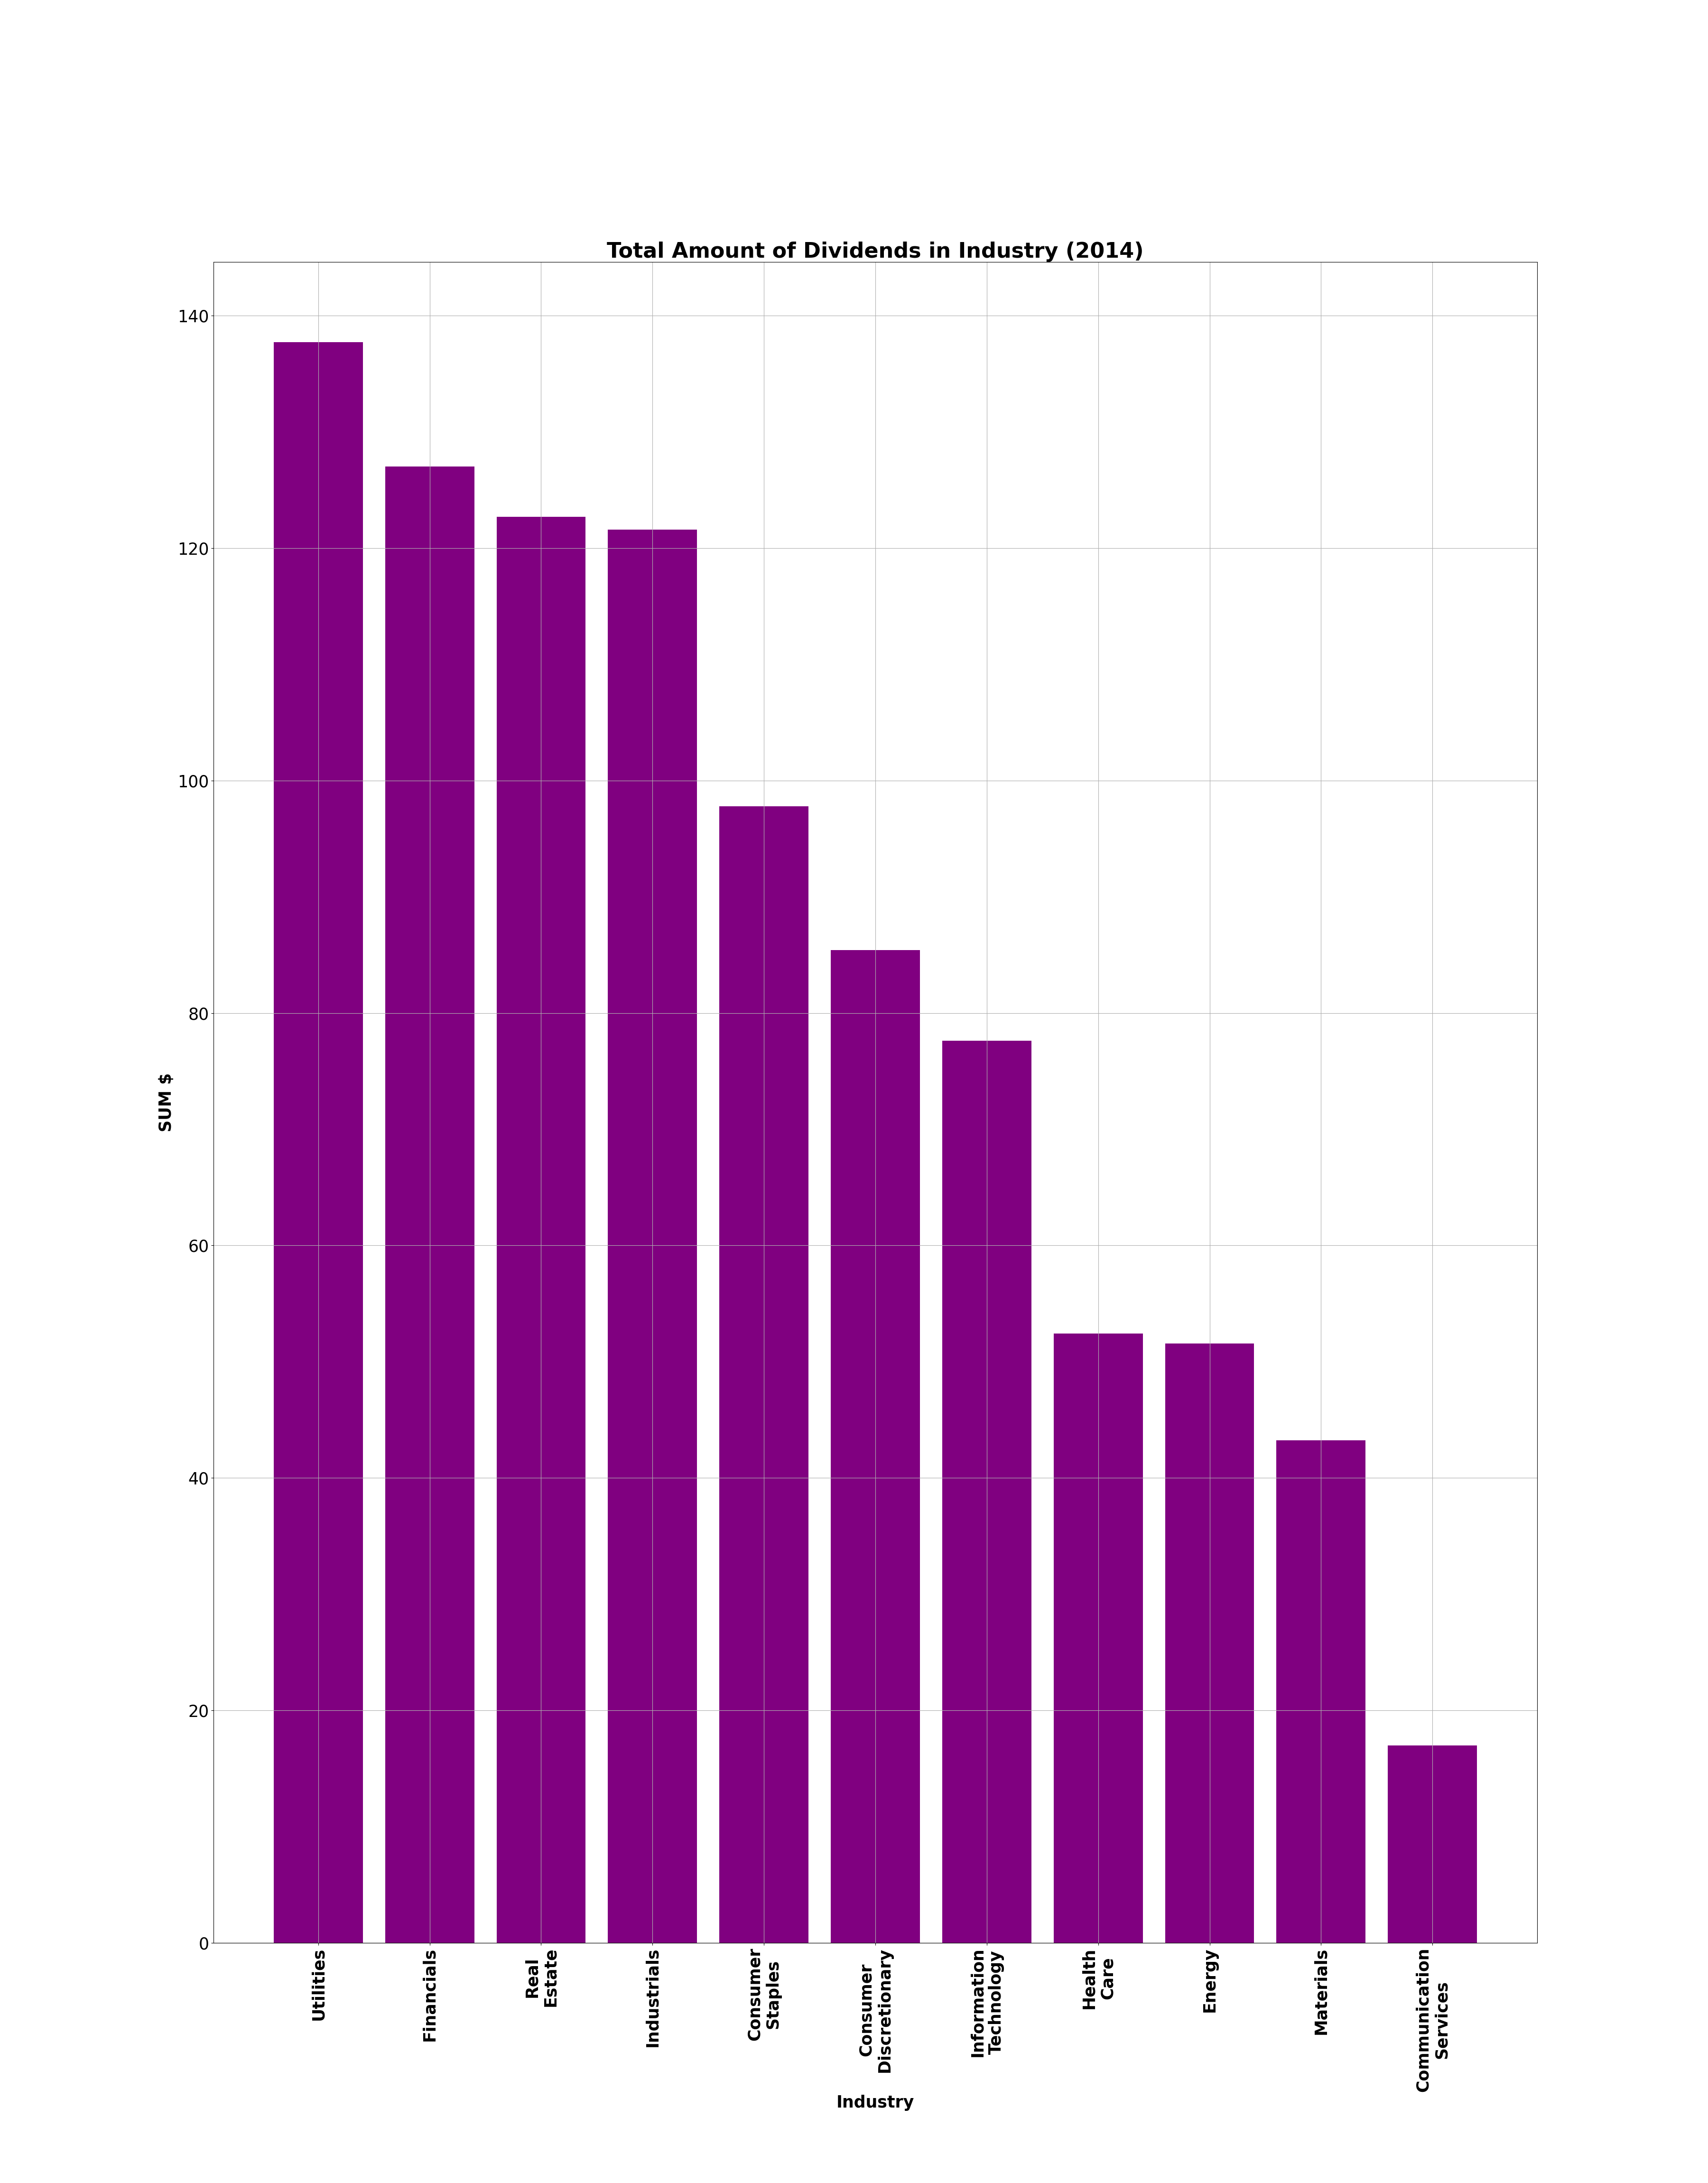 Total Amount of Dividends in Industry (2014)
140
120
100
80
60
40
20
0
SUM $
Utilities
Financials
Real
Estate
Industrials
Consumer
Staples
Consumer
Discretionary
Information
Technology
Health
Care
Energy
Materials
Communication
Services
Industry